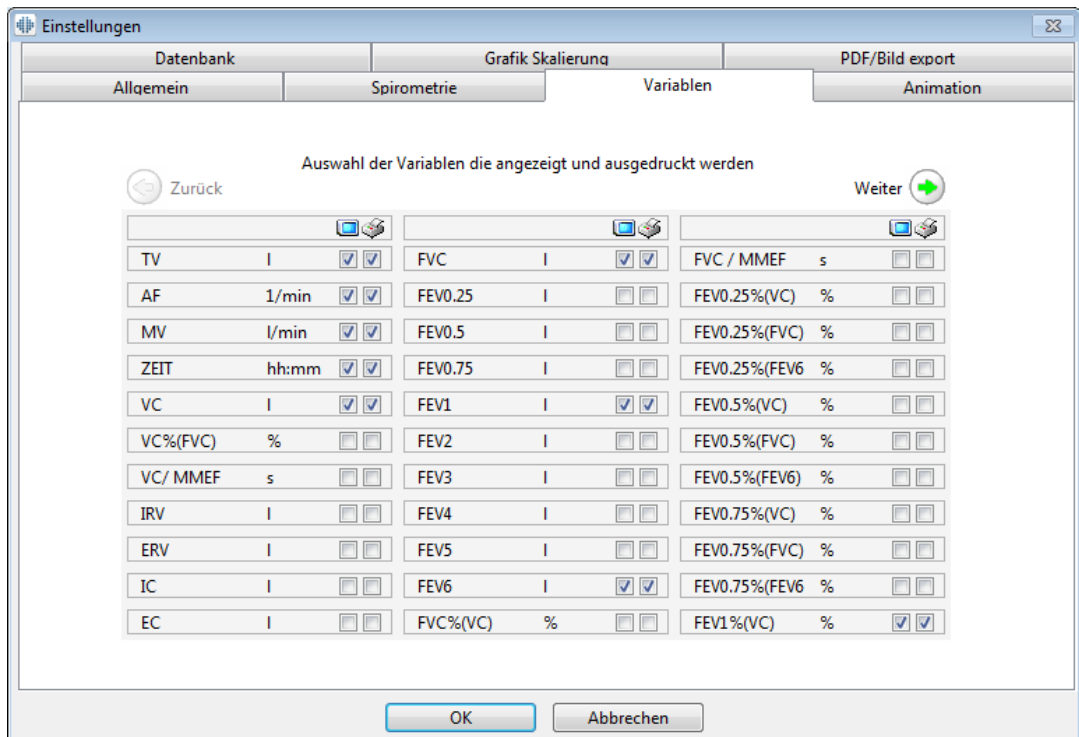 Einstellungen
Datenbank Grafik Skalierung PDF/Bild export
Allgemein Spirometrie Variablen Animation
Auswahl der Variablen die angezeigt und ausgedruckt werden
Zurück Weiter
TV l FVC l FVC / MMEF s
AF 1/min FEV0.25 l FEV0.25%(VC) %
MV l/min FEV0.5 l FEV0.25%(FVC) %
ZEIT hh:mm FEV0.75 l FEV0.25%(FEV6 %
VC l FEV1 l FEV0.5%(VC) %
VC%(FVC) % FEV2 l FEV0.5%(FVC) %
VC/ MMEF s FEV3 l FEV0.5%(FEV6) %
IRV l FEV4 l FEV0.75%(VC) %
ERV l FEV5 l FEV0.75%(FVC) %
IC l FEV6 l FEV0.75%(FEV6 %
EC l FVC%(VC) % FEV1%(VC) %
OK Abbrechen